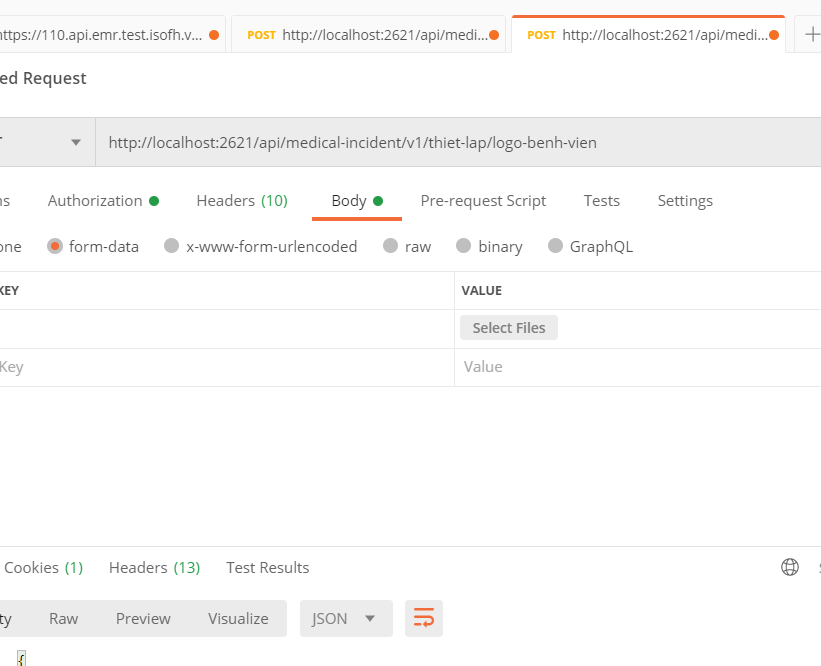 https://110.api.emr.test.isofh.v... POST http://localhost:2621/api/medi... POST http://localhost:2621/api/medi... +
ed Request
http://localhost:2621/api/medical-incident/v1/thiet-lap/logo-benh-vien
ns Authorization Headers (10) Body Pre-request Script Tests Settings
one form-data x-www-form-urlencoded raw binary GraphQL
KEY VALUE
Select Files
Key Value
Cookies (1) Headers (13) Test Results
ty Raw Preview Visualize JSON
{